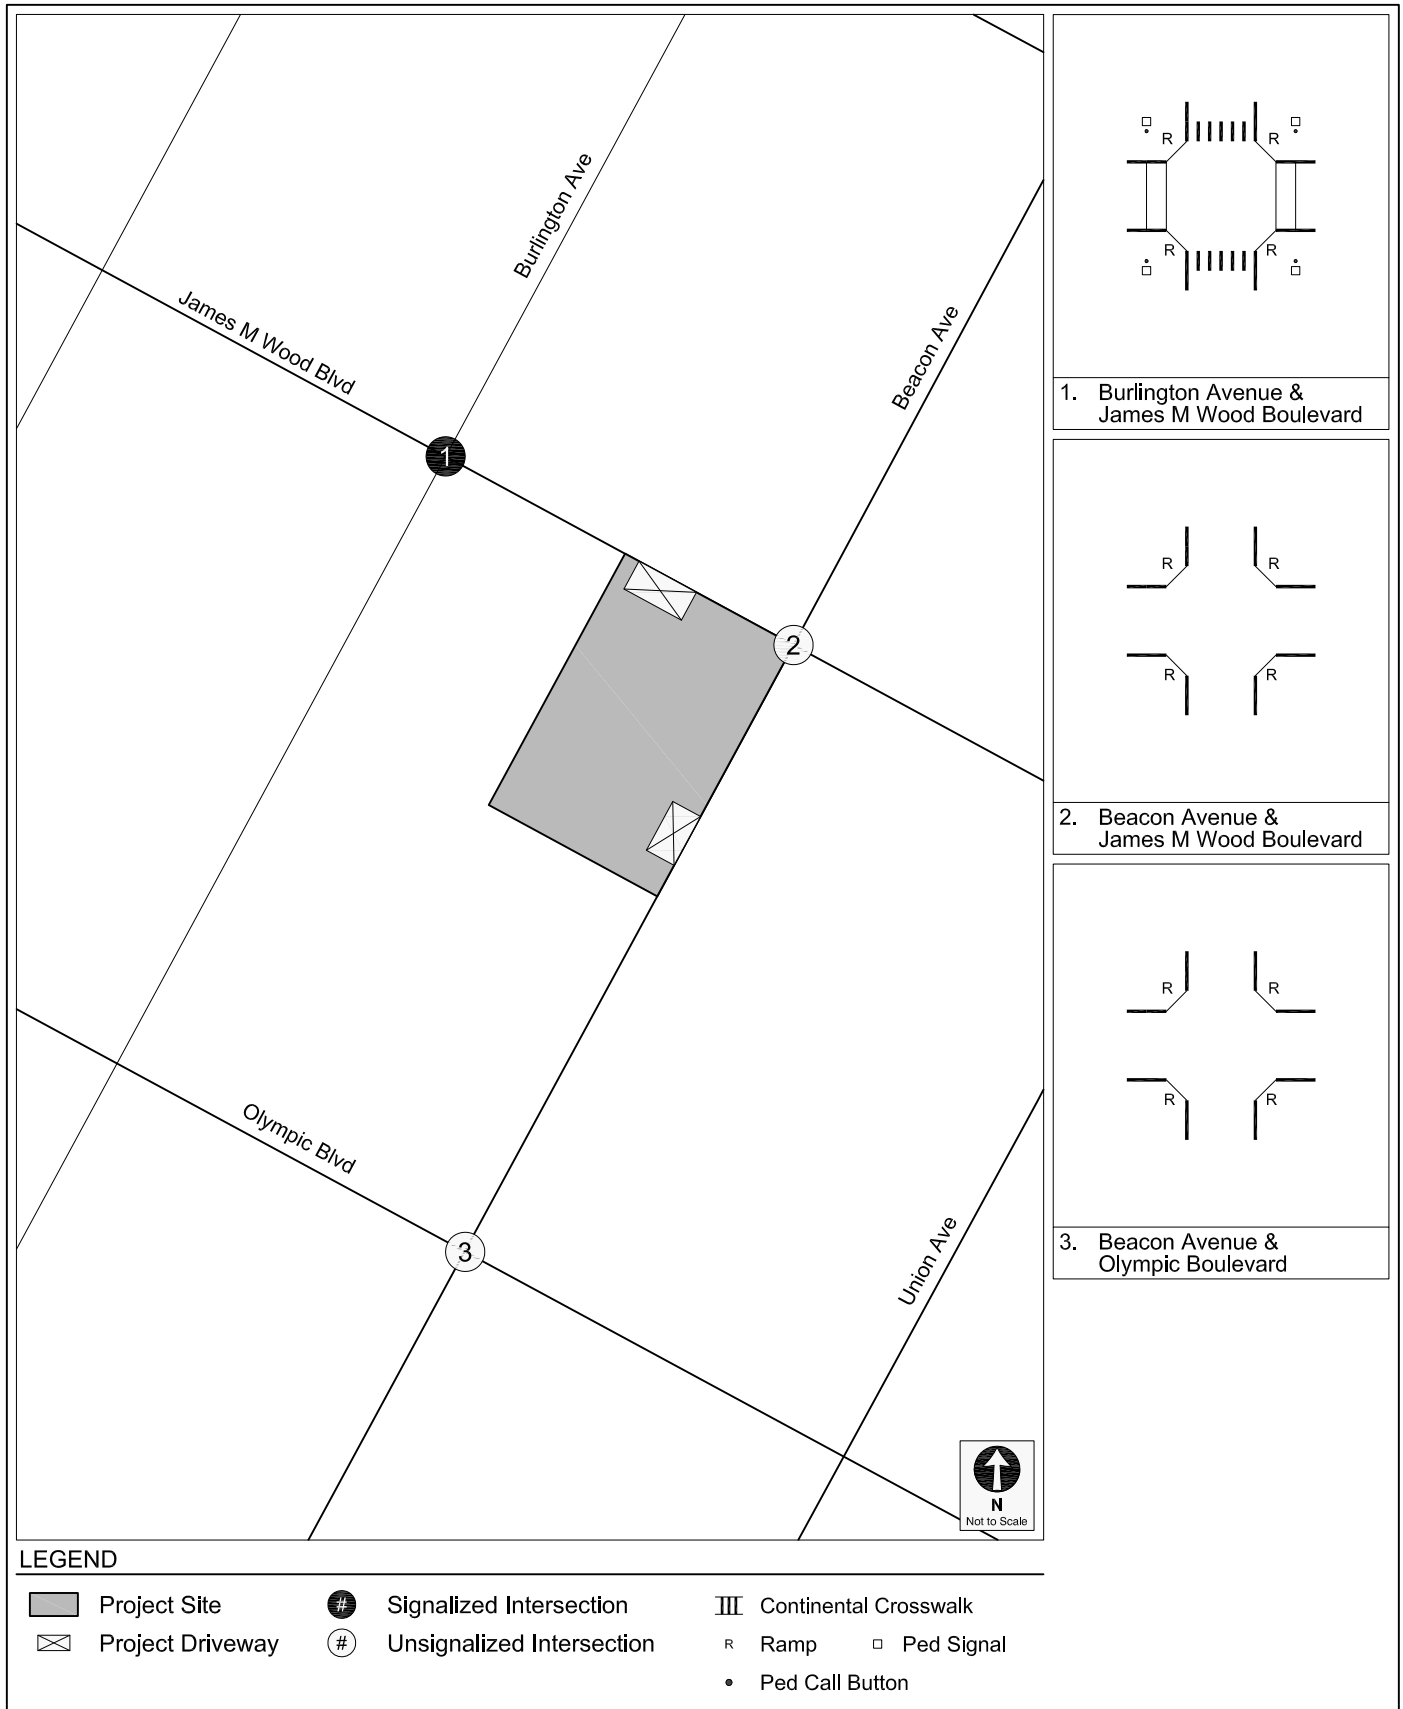 Burlington Ave
James M Wood Blvd
Beacon Ave
1
2
Olympic Blvd
3
Union Ave
N
Not to Scale
R R
R R
1. Burlington Avenue &
James M Wood Boulevard
R R
R R
2. Beacon Avenue &
James M Wood Boulevard
R R
R R
3. Beacon Avenue &
Olympic Boulevard
LEGEND
Project Site
Project Driveway
# Signalized Intersection
# Unsignalized Intersection
Continental Crosswalk
R Ramp
Ped Signal
Ped Call Button